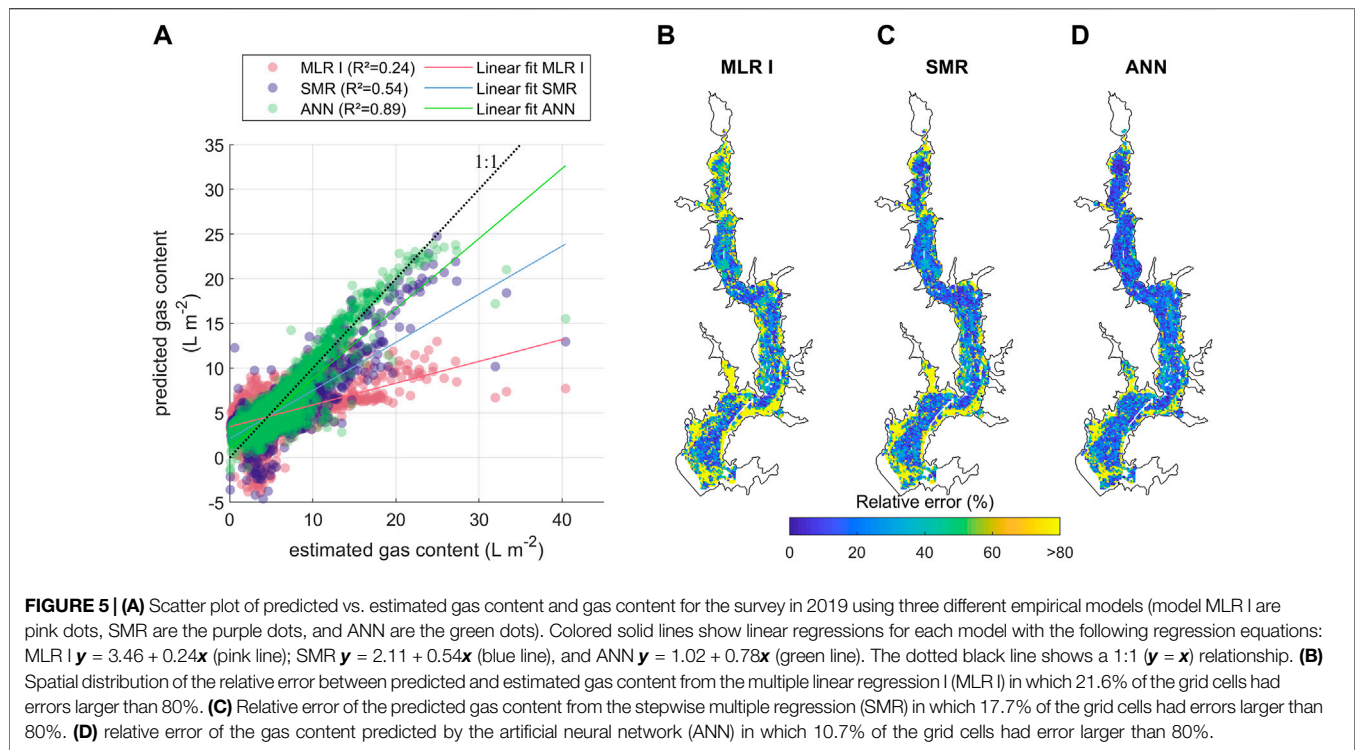 A
MLR I (R²=0.24) Linear fit MLR I
SMR (R²=0.54) Linear fit SMR
ANN (R²=0.89) Linear fit ANN
1:1
35
30
25
20
15
10
5
0
-5
predicted gas content
(L m⁻²)
0 10 20 30 40
estimated gas content (L m⁻²)
B
MLR I
C
SMR
D
ANN
Relative error (%)
0 20 40 60 >80
FIGURE 5 | (A) Scatter plot of predicted vs. estimated gas content and gas content for the survey in 2019 using three different empirical models (model MLR I are
pink dots, SMR are the purple dots, and ANN are the green dots). Colored solid lines show linear regressions for each model with the following regression equations:
MLR I y = 3.46 + 0.24x (pink line); SMR y = 2.11 + 0.54x (blue line), and ANN y = 1.02 + 0.78x (green line). The dotted black line shows a 1:1 (y = x) relationship. (B)
Spatial distribution of the relative error between predicted and estimated gas content from the multiple linear regression I (MLR I) in which 21.6% of the grid cells had
errors larger than 80%. (C) Relative error of the predicted gas content from the stepwise multiple regression (SMR) in which 17.7% of the grid cells had errors larger than
80%. (D) relative error of the gas content predicted by the artificial neural network (ANN) in which 10.7% of the grid cells had error larger than 80%.